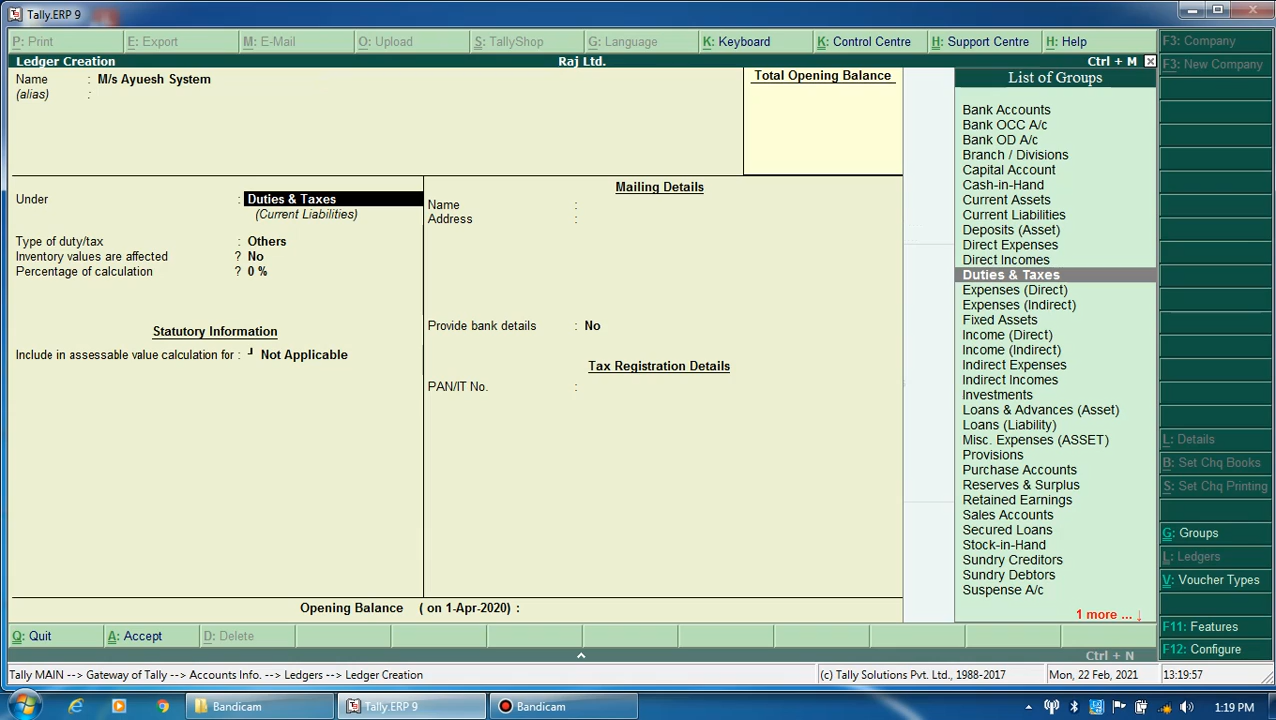 Tally.ERP 9
P: Print
E: Export
M: E-Mail
O: Upload
S: TallyShop
G: Language
K: Keyboard
K: Control Centre
H: Support Centre
H: Help
F3: Company
F3: New Company
Ledger Creation
Raj Ltd.
Ctrl + M
Name : M/s Ayuesh System
(alias) :
Total Opening Balance
Under : Duties & Taxes
(Current Liabilities)
Type of duty/tax : Others
Inventory values are affected ? No
Percentage of calculation ? 0 %
Statutory Information
Include in assessable value calculation for : ┘ Not Applicable
Mailing Details
Name :
Address :
Provide bank details : No
Tax Registration Details
PAN/IT No. :
Opening Balance ( on 1-Apr-2020) :
List of Groups
Bank Accounts
Bank OCC A/c
Bank OD A/c
Branch / Divisions
Capital Account
Cash-in-Hand
Current Assets
Current Liabilities
Deposits (Asset)
Direct Expenses
Direct Incomes
Duties & Taxes
Expenses (Direct)
Expenses (Indirect)
Fixed Assets
Income (Direct)
Income (Indirect)
Indirect Expenses
Indirect Incomes
Investments
Loans & Advances (Asset)
Loans (Liability)
Misc. Expenses (ASSET)
Provisions
Purchase Accounts
Reserves & Surplus
Retained Earnings
Sales Accounts
Secured Loans
Stock-in-Hand
Sundry Creditors
Sundry Debtors
Suspense A/c
1 more ... ↓
L: Details
B: Set Chq Books
S: Set Chq Printing
G: Groups
L: Ledgers
V: Voucher Types
F11: Features
F12: Configure
Q: Quit
A: Accept
D: Delete
Ctrl + N
Tally MAIN --> Gateway of Tally --> Accounts Info. --> Ledgers --> Ledger Creation
(c) Tally Solutions Pvt. Ltd., 1988-2017
Mon, 22 Feb, 2021
13:19:57
Bandicam
Tally.ERP 9
Bandicam
1:19 PM